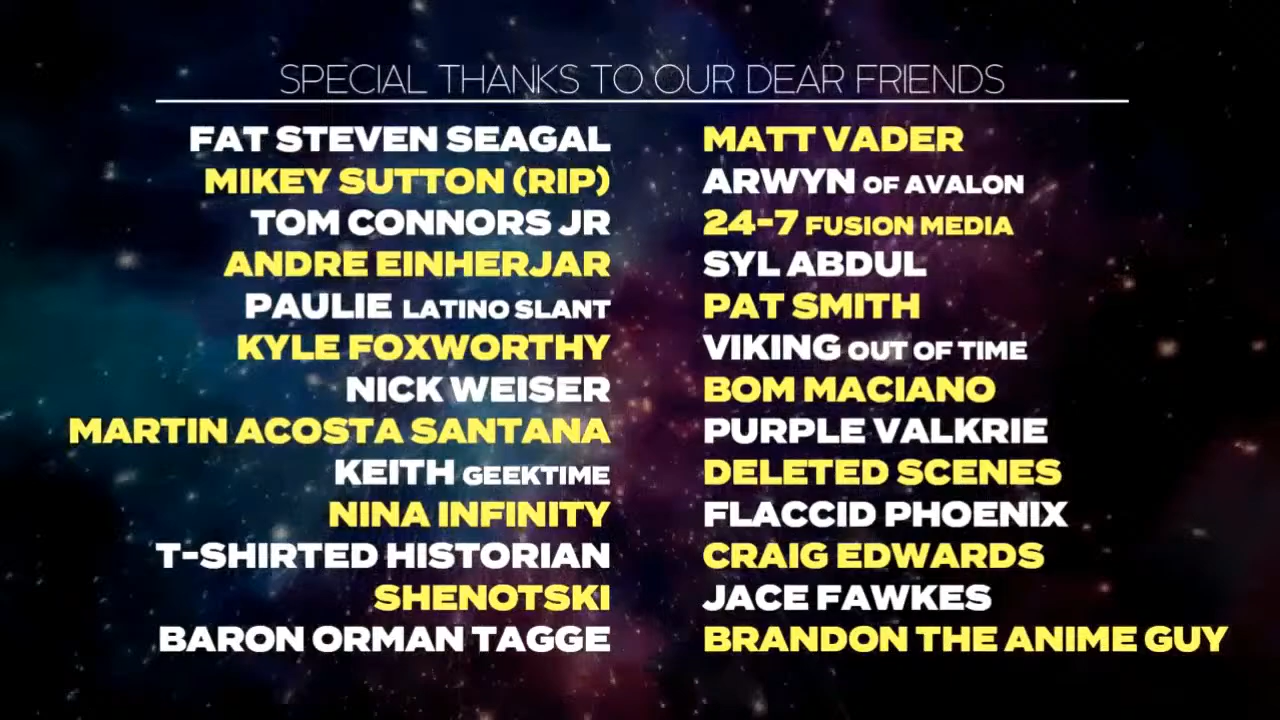 SPECIAL THANKS TO OUR DEAR FRIENDS
FAT STEVEN SEAGAL
MIKEY SUTTON (RIP)
TOM CONNORS JR
ANDRE EINHERJAR
PAULIE LATINO SLANT
KYLE FOXWORTHY
NICK WEISER
MARTIN ACOSTA SANTANA
KEITH GEEKTIME
NINA INFINITY
T-SHIRTED HISTORIAN
SHENOTSKI
BARON ORMAN TAGGE
MATT VADER
ARWYN OF AVALON
24-7 FUSION MEDIA
SYL ABDUL
PAT SMITH
VIKING OUT OF TIME
BOM MACIANO
PURPLE VALKRIE
DELETED SCENES
FLACCID PHOENIX
CRAIG EDWARDS
JACE FAWKES
BRANDON THE ANIME GUY